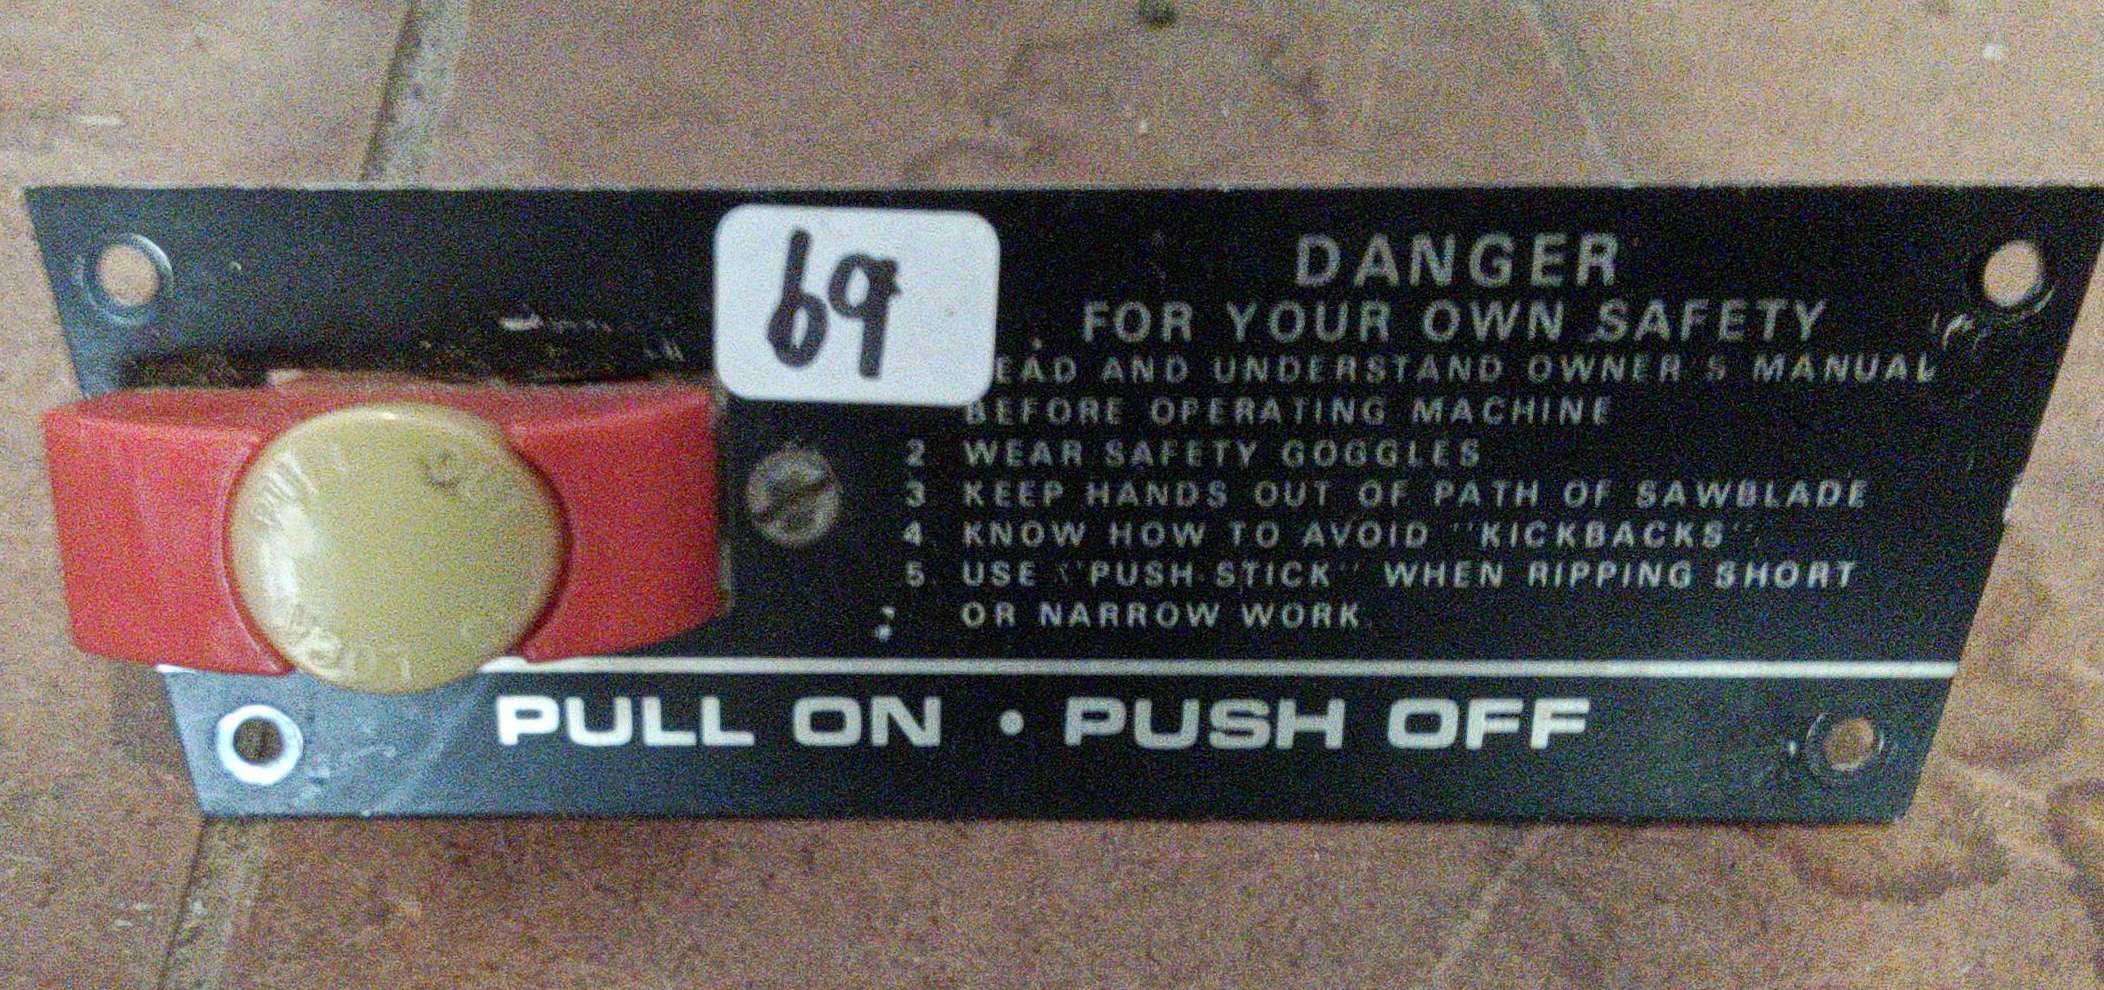 69
DANGER
FOR YOUR OWN SAFETY
EAD AND UNDERSTAND OWNER'S MANUAL
BEFORE OPERATING MACHINE
2 WEAR SAFETY GOGGLES
3 KEEP HANDS OUT OF PATH OF SAWBLADE
4. KNOW HOW TO AVOID "KICKBACKS".
5. USE "PUSH STICK" WHEN RIPPING SHORT
OR NARROW WORK.
PULL ON • PUSH OFF